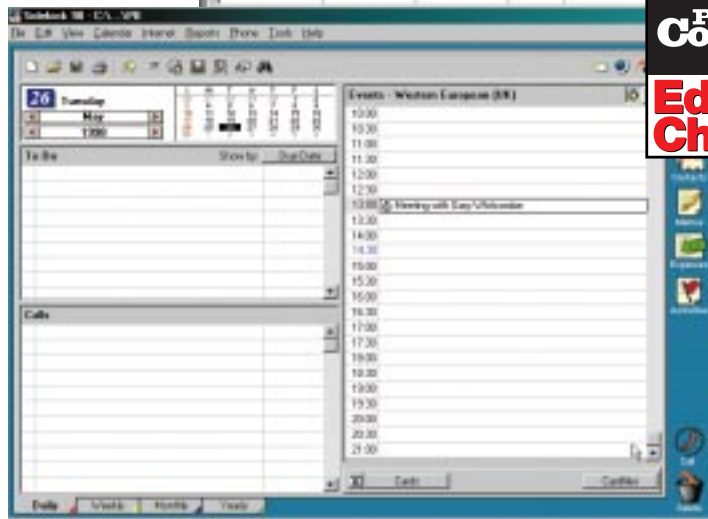 Sidekick 98 - C:\...\
File Edit View Calendar Internet Reports Phone Tools Help
26 Tuesday
May
1998
To Do Show by: Due Date
Calls
Events - Western European (UK)
10:00
10:30
11:00
11:30
12:00
12:30
13:00 Meeting with Gary Whitcombe
13:30
14:00
14:30
15:00
15:30
16:00
16:30
17:00
17:30
18:00
18:30
19:00
19:30
20:00
20:30
21:00
Cards Cardfiles
Daily Weekly Monthly Yearly
Contacts
Memos
Expenses
Activities
Call
Ed
Ch